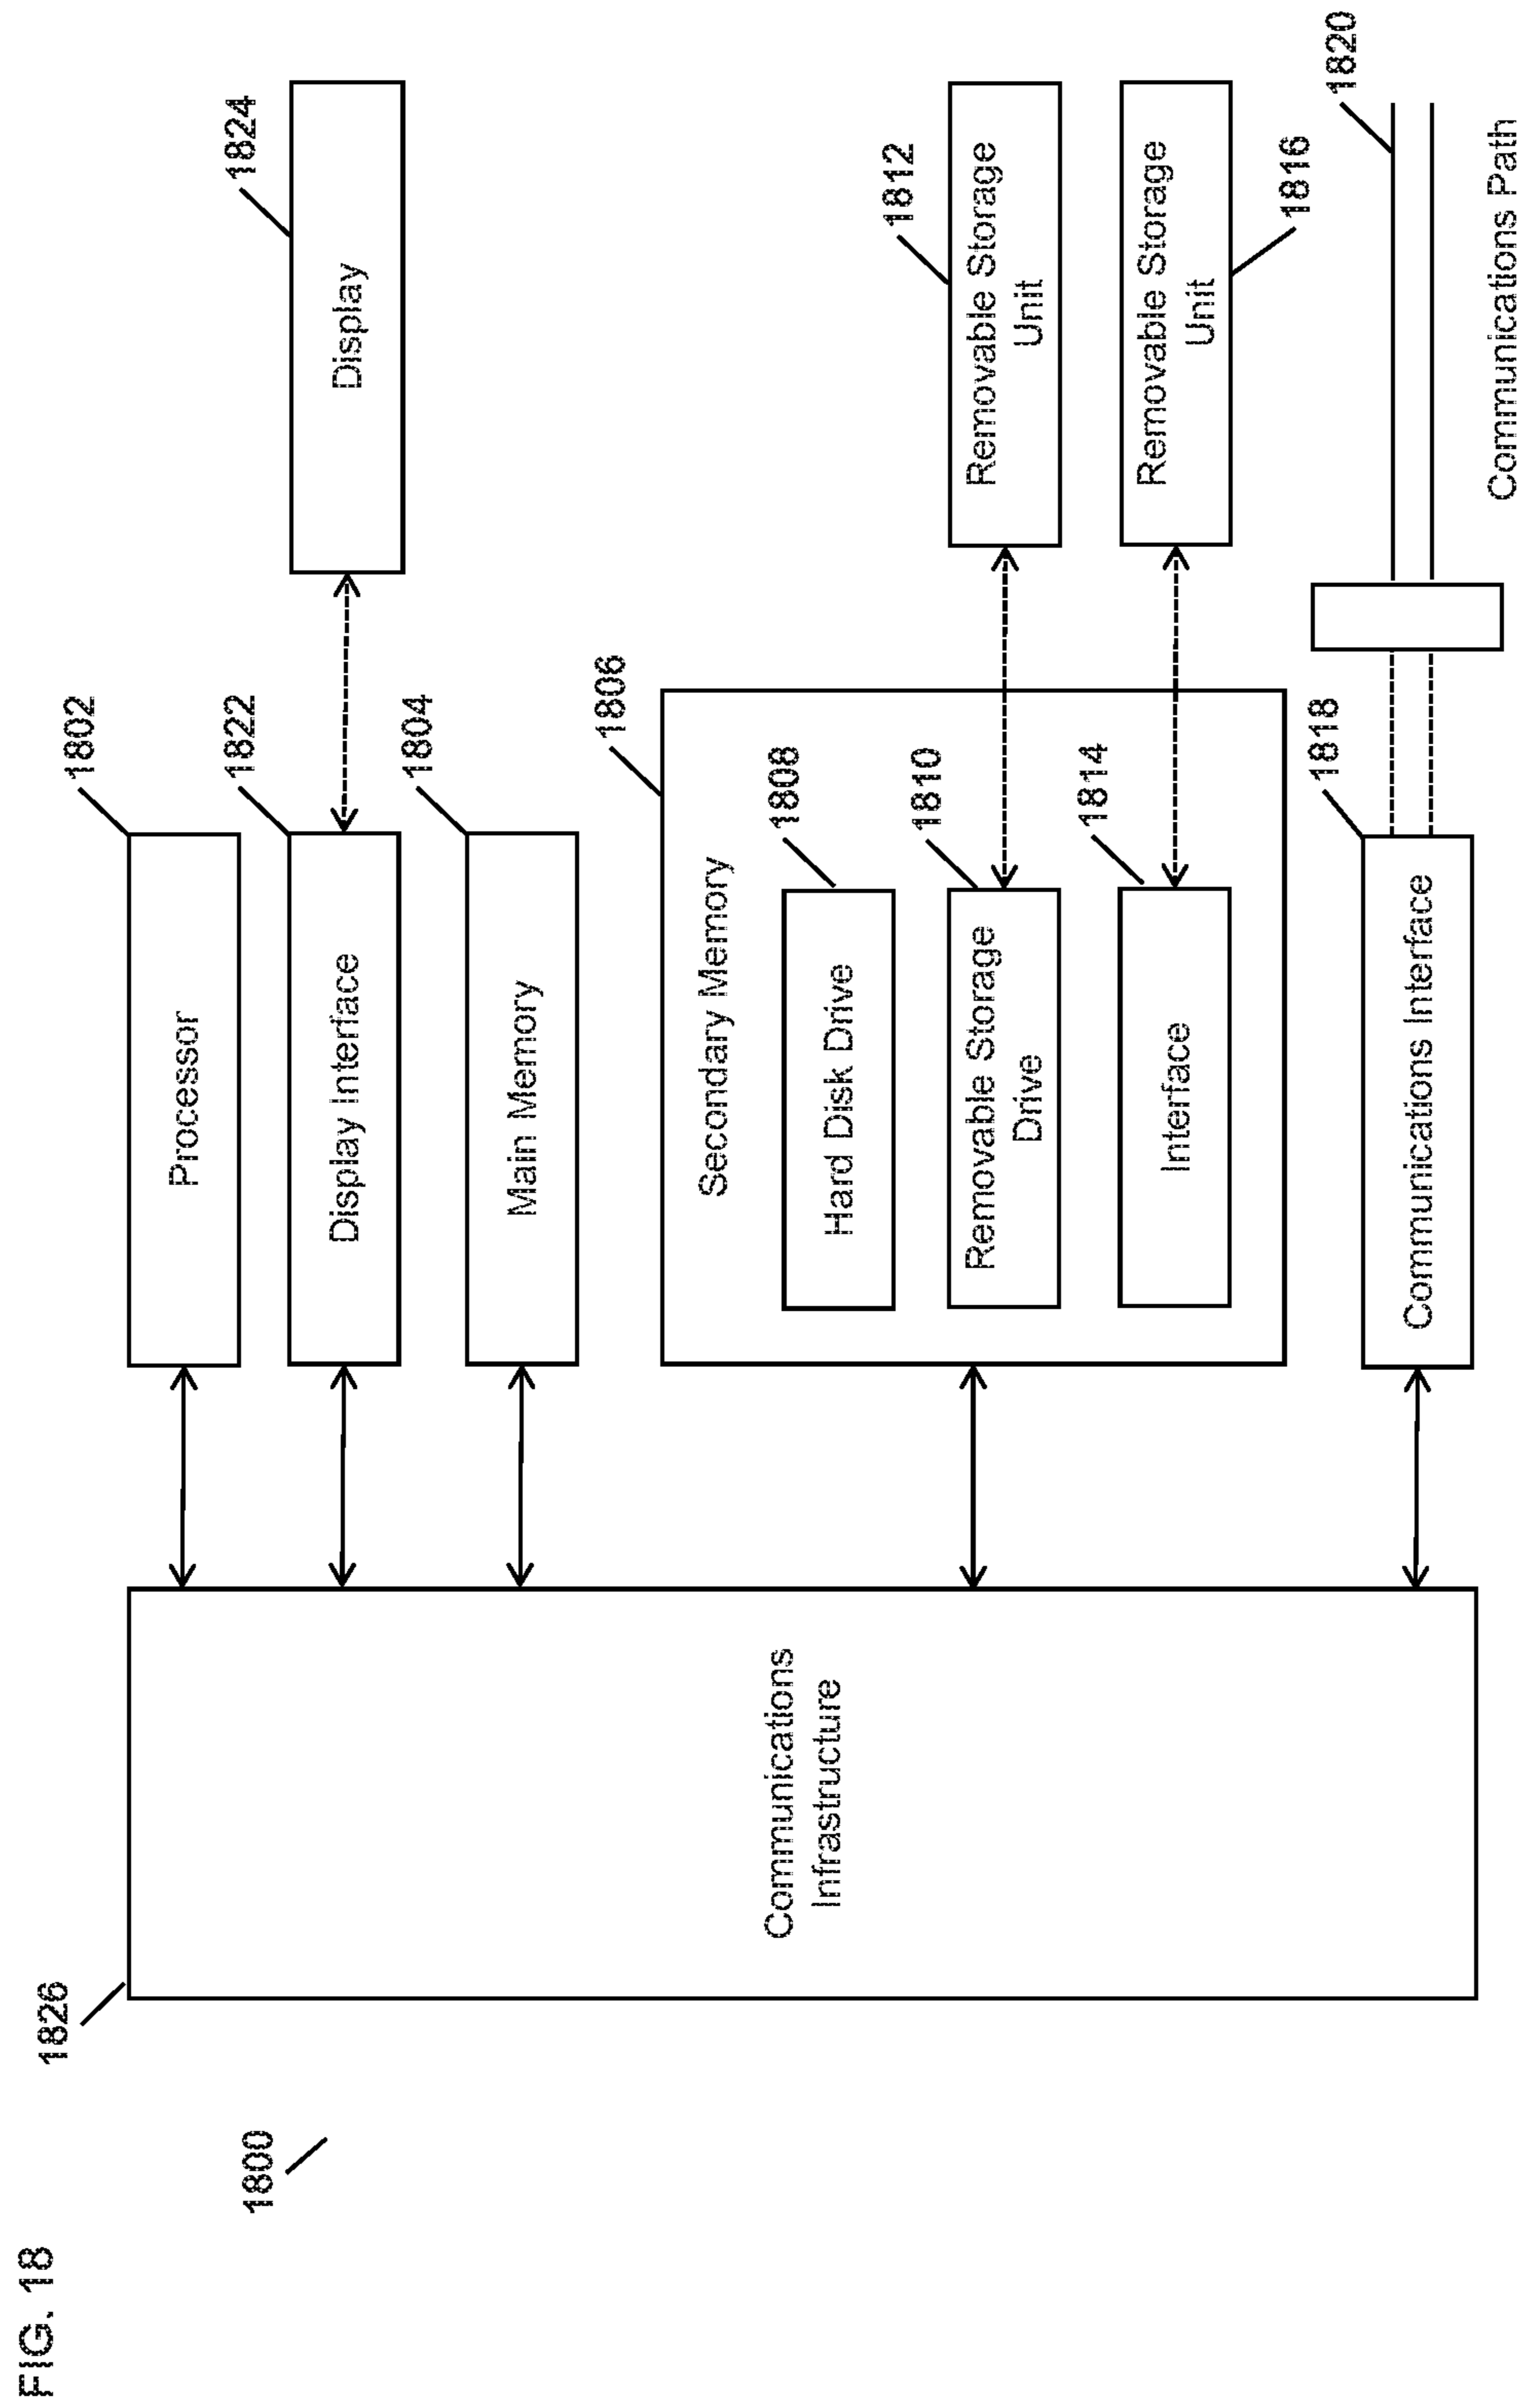 FIG. 18
1800
1826
Communications
Infrastructure
1802
Processor
1822
Display Interface
1824
Display
1804
Main Memory
1806
Secondary Memory
1808
Hard Disk Drive
1810
Removable Storage
Drive
1812
Removable Storage
Unit
1814
Interface
Removable Storage
Unit
1816
1818
Communications Interface
1820
Communications Path